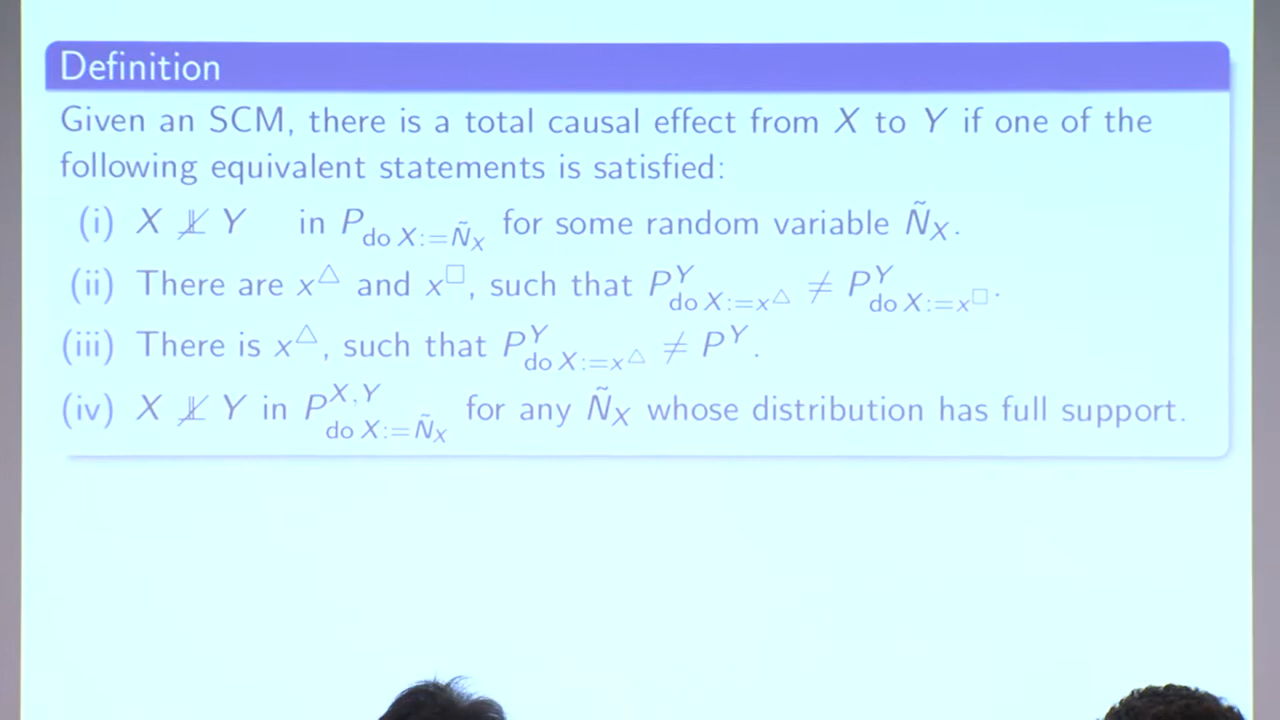 Definition
Given an SCM, there is a total causal effect from X to Y if one of the
following equivalent statements is satisfied:
(i) X ⫫̸ Y in P_{do X:=Ñ_X} for some random variable Ñ_X.
(ii) There are x^△ and x^□, such that P^Y_{do X:=x^△} ≠ P^Y_{do X:=x^□}.
(iii) There is x^△, such that P^Y_{do X:=x^△} ≠ P^Y.
(iv) X ⫫̸ Y in P^{X,Y}_{do X:=Ñ_X} for any Ñ_X whose distribution has full support.